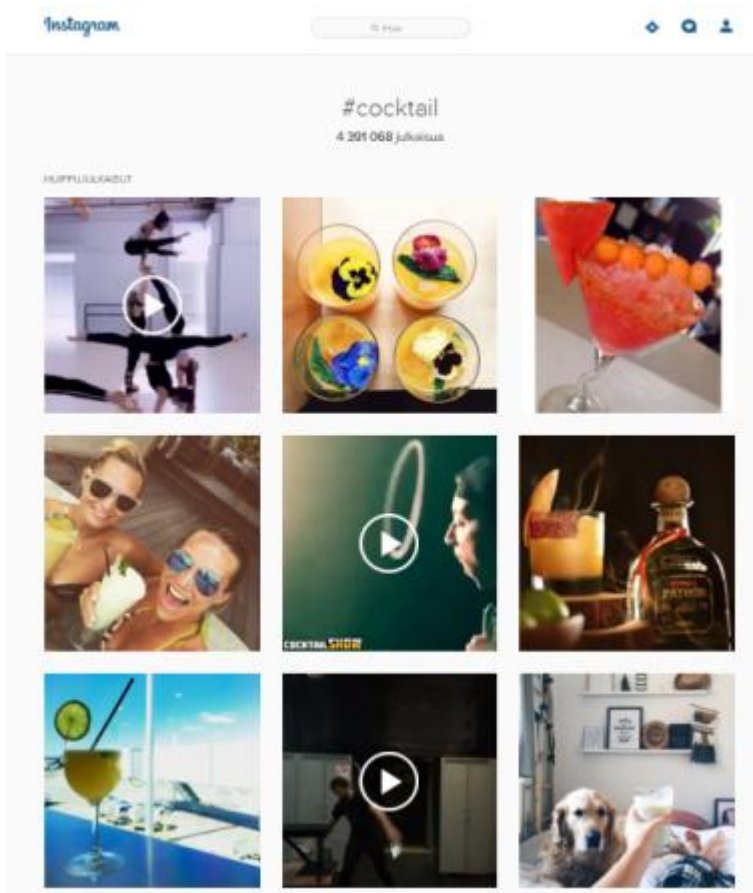 Instagram
Hae
#cocktail
4 391 068 julkaisua
HUIPPUJULKAISUT
COCKTAIL SHOW
PATRÓN